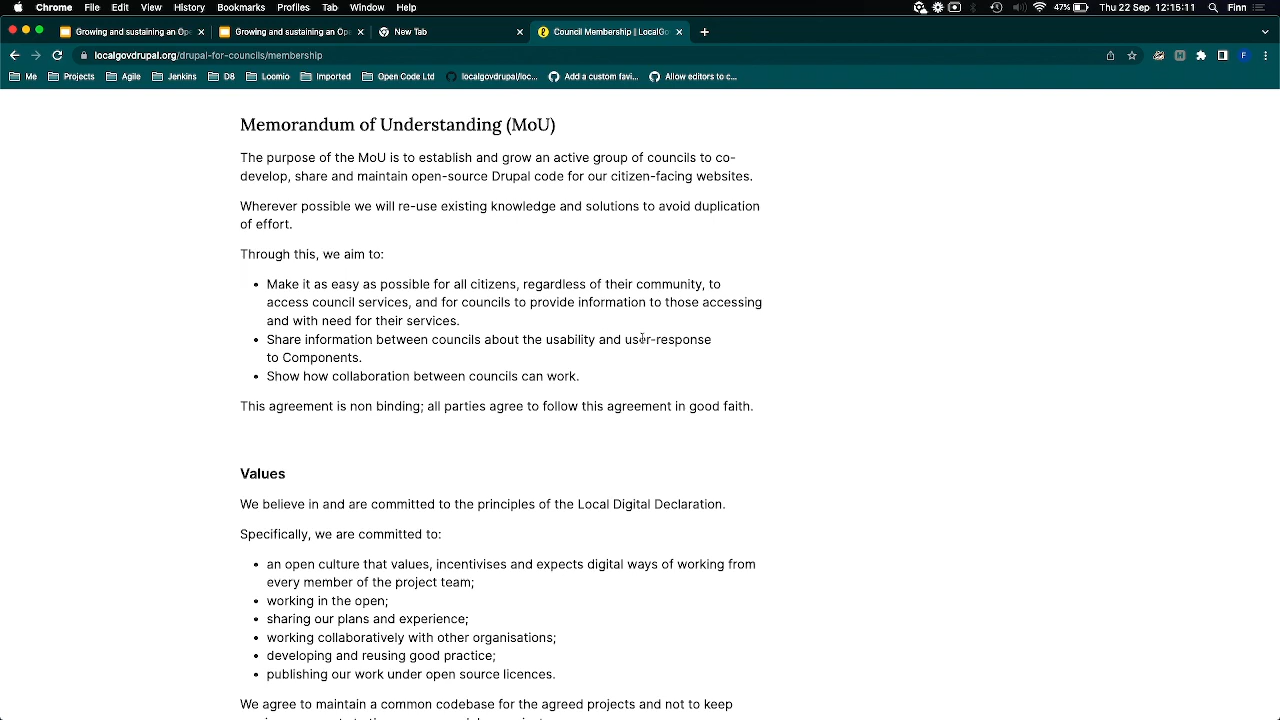 Chrome File Edit View History Bookmarks Profiles Tab Window Help 47% Thu 22 Sep 12:15:11 Finn
Growing and sustaining an Ope Growing and sustaining an Ope New Tab Council Membership | LocalGo
localgovdrupal.org/drupal-for-councils/membership
Me Projects Agile Jenkins D8 Loomio Imported Open Code Ltd localgovdrupal/loc... Add a custom favi... Allow editors to c...
Memorandum of Understanding (MoU)
The purpose of the MoU is to establish and grow an active group of councils to co-
develop, share and maintain open-source Drupal code for our citizen-facing websites.
Wherever possible we will re-use existing knowledge and solutions to avoid duplication
of effort.
Through this, we aim to:
• Make it as easy as possible for all citizens, regardless of their community, to
access council services, and for councils to provide information to those accessing
and with need for their services.
• Share information between councils about the usability and user-response
to Components.
• Show how collaboration between councils can work.
This agreement is non binding; all parties agree to follow this agreement in good faith.
Values
We believe in and are committed to the principles of the Local Digital Declaration.
Specifically, we are committed to:
• an open culture that values, incentivises and expects digital ways of working from
every member of the project team;
• working in the open;
• sharing our plans and experience;
• working collaboratively with other organisations;
• developing and reusing good practice;
• publishing our work under open source licences.
We agree to maintain a common codebase for the agreed projects and not to keep